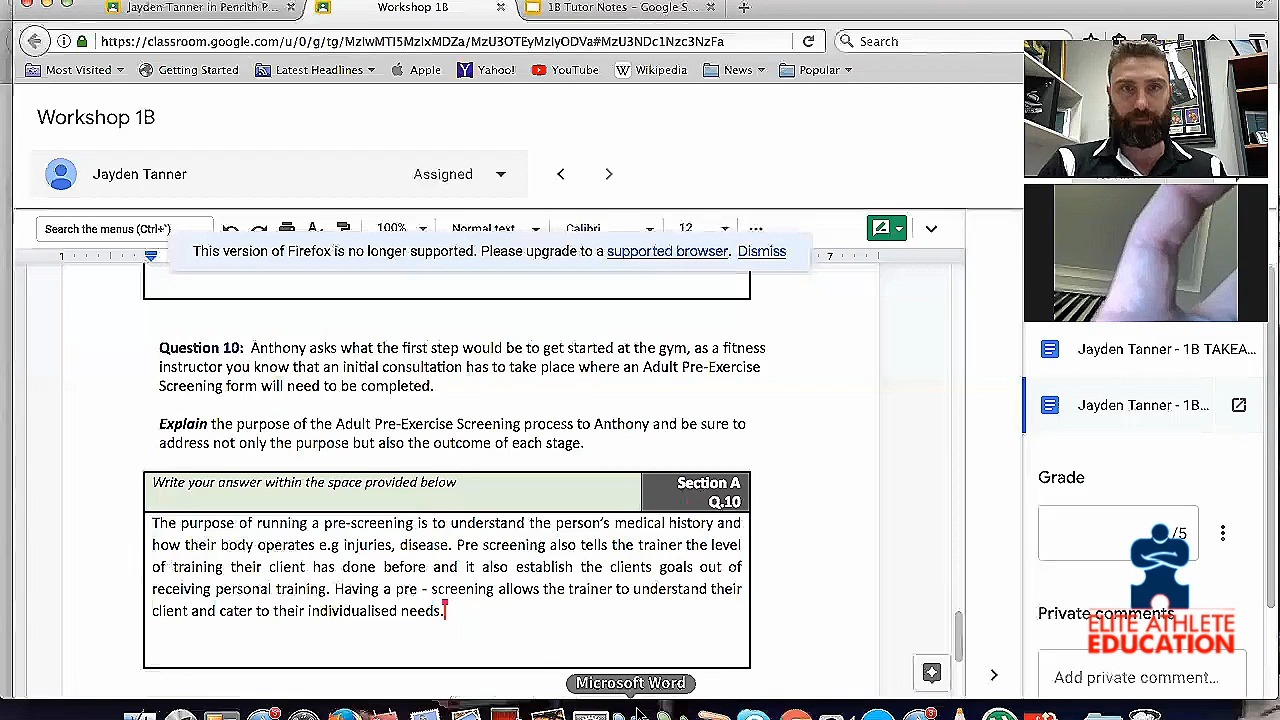 Jayden Tanner in Penrith P...
Workshop 1B
1B Tutor Notes - Google S...
https://classroom.google.com/u/0/g/tg/MzIwMTI5MzIxMDZa/MzU3OTEyMzIyODVa#MzU3NDc1Nzc3NzFa
Search
Most Visited
Getting Started
Latest Headlines
Apple
Yahoo!
YouTube
Wikipedia
News
Popular
Workshop 1B
Jayden Tanner
Assigned
Search the menus (Ctrl+')
100%
Normal text
Calibri
12
This version of Firefox is no longer supported. Please upgrade to a supported browser. Dismiss
1
7
Question 10: Anthony asks what the first step would be to get started at the gym, as a fitness
instructor you know that an initial consultation has to take place where an Adult Pre-Exercise
Screening form will need to be completed.
Explain the purpose of the Adult Pre-Exercise Screening process to Anthony and be sure to
address not only the purpose but also the outcome of each stage.
Write your answer within the space provided below
Section A
Q.10
The purpose of running a pre-screening is to understand the person's medical history and
how their body operates e.g injuries, disease. Pre screening also tells the trainer the level
of training their client has done before and it also establish the clients goals out of
receiving personal training. Having a pre - screening allows the trainer to understand their
client and cater to their individualised needs.
Jayden Tanner - 1B TAKEA...
Jayden Tanner - 1B...
Grade
/5
Private comments
ELITE ATHLETE
EDUCATION
Add private comment...
Microsoft Word